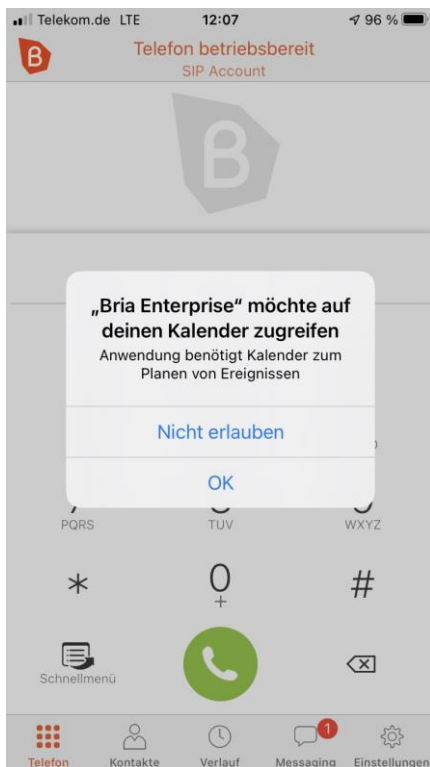 Telekom.de LTE 12:07 96 %
B
Telefon betriebsbereit
SIP Account
B
„Bria Enterprise“ möchte auf
deinen Kalender zugreifen
Anwendung benötigt Kalender zum
Planen von Ereignissen
Nicht erlauben
OK
PQRS TUV WXYZ
* 0 #
+
Schnellmenü
1
Telefon Kontakte Verlauf Messaging Einstellungen